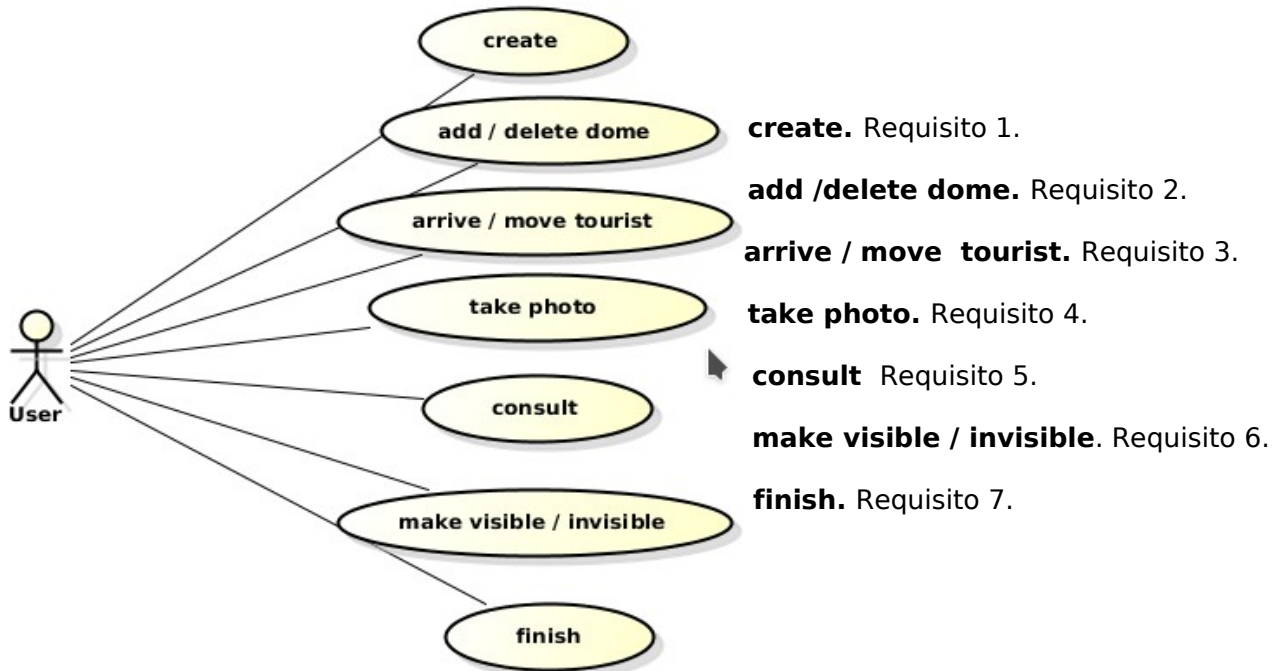 create
add / delete dome
arrive / move tourist
take photo
consult
make visible / invisible
finish
User
create. Requisito 1.
add /delete dome. Requisito 2.
arrive / move tourist. Requisito 3.
take photo. Requisito 4.
consult Requisito 5.
make visible / invisible. Requisito 6.
finish. Requisito 7.